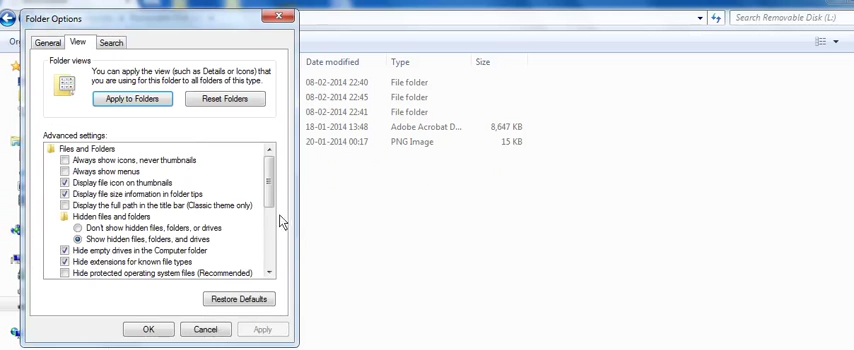 Folder Options
Search Removable Disk (L:)
General View Search
Folder views
You can apply the view (such as Details or Icons) that
you are using for this folder to all folders of this type.
Apply to Folders Reset Folders
Advanced settings:
Files and Folders
Always show icons, never thumbnails
Always show menus
Display file icon on thumbnails
Display file size information in folder tips
Display the full path in the title bar (Classic theme only)
Hidden files and folders
Don't show hidden files, folders, or drives
Show hidden files, folders, and drives
Hide empty drives in the Computer folder
Hide extensions for known file types
Hide protected operating system files (Recommended)
Restore Defaults
OK Cancel Apply
Date modified Type Size
08-02-2014 22:40 File folder
08-02-2014 22:45 File folder
08-02-2014 22:41 File folder
18-01-2014 13:48 Adobe Acrobat D... 8,647 KB
20-01-2014 00:17 PNG Image 15 KB